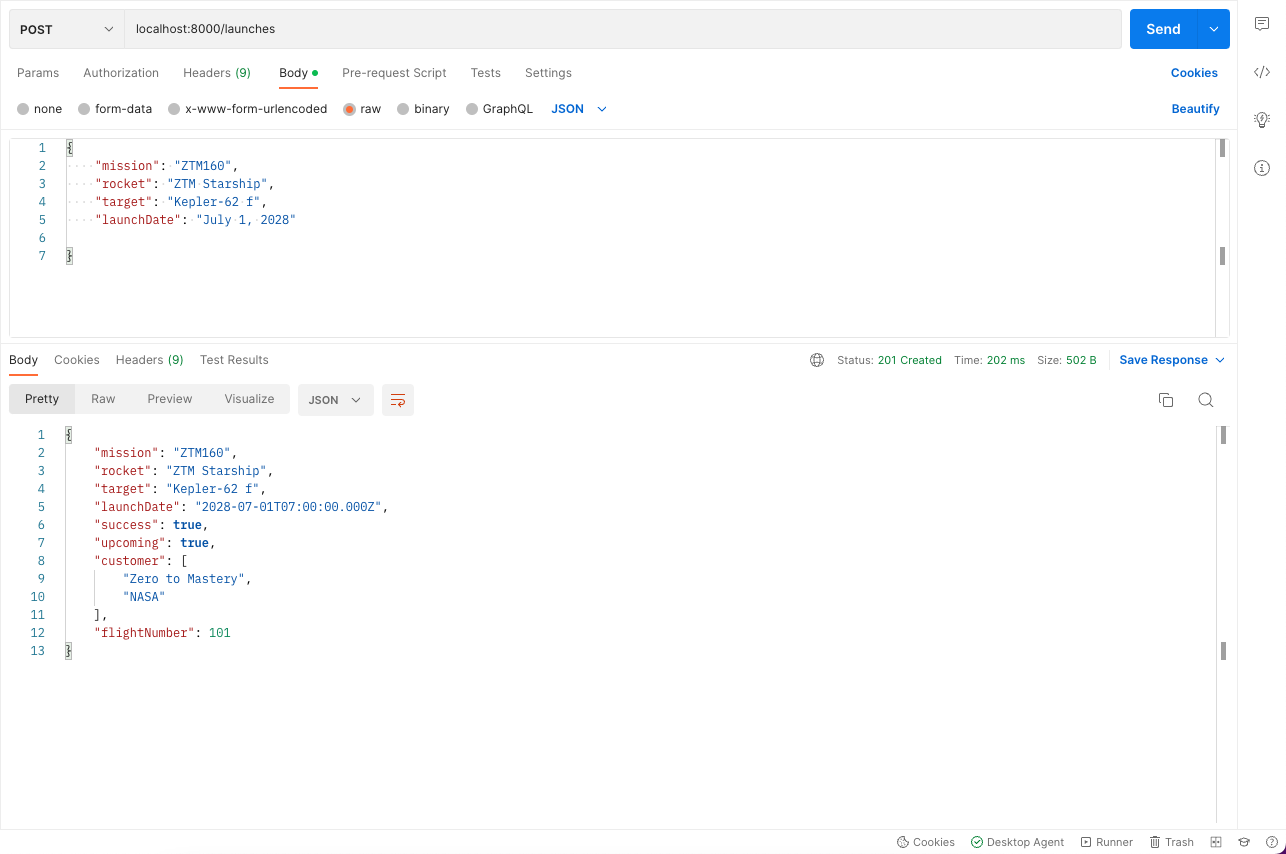 POST localhost:8000/launches Send
Params Authorization Headers (9) Body Pre-request Script Tests Settings Cookies
none form-data x-www-form-urlencoded raw binary GraphQL JSON Beautify
1 {
2 "mission": "ZTM160",
3 "rocket": "ZTM Starship",
4 "target": "Kepler-62 f",
5 "launchDate": "July 1, 2028"
6
7 }
Body Cookies Headers (9) Test Results Status: 201 Created Time: 202 ms Size: 502 B Save Response
Pretty Raw Preview Visualize JSON
1 {
2 "mission": "ZTM160",
3 "rocket": "ZTM Starship",
4 "target": "Kepler-62 f",
5 "launchDate": "2028-07-01T07:00:00.000Z",
6 "success": true,
7 "upcoming": true,
8 "customer": [
9 "Zero to Mastery",
10 "NASA"
11 ],
12 "flightNumber": 101
13 }
Cookies Desktop Agent Runner Trash